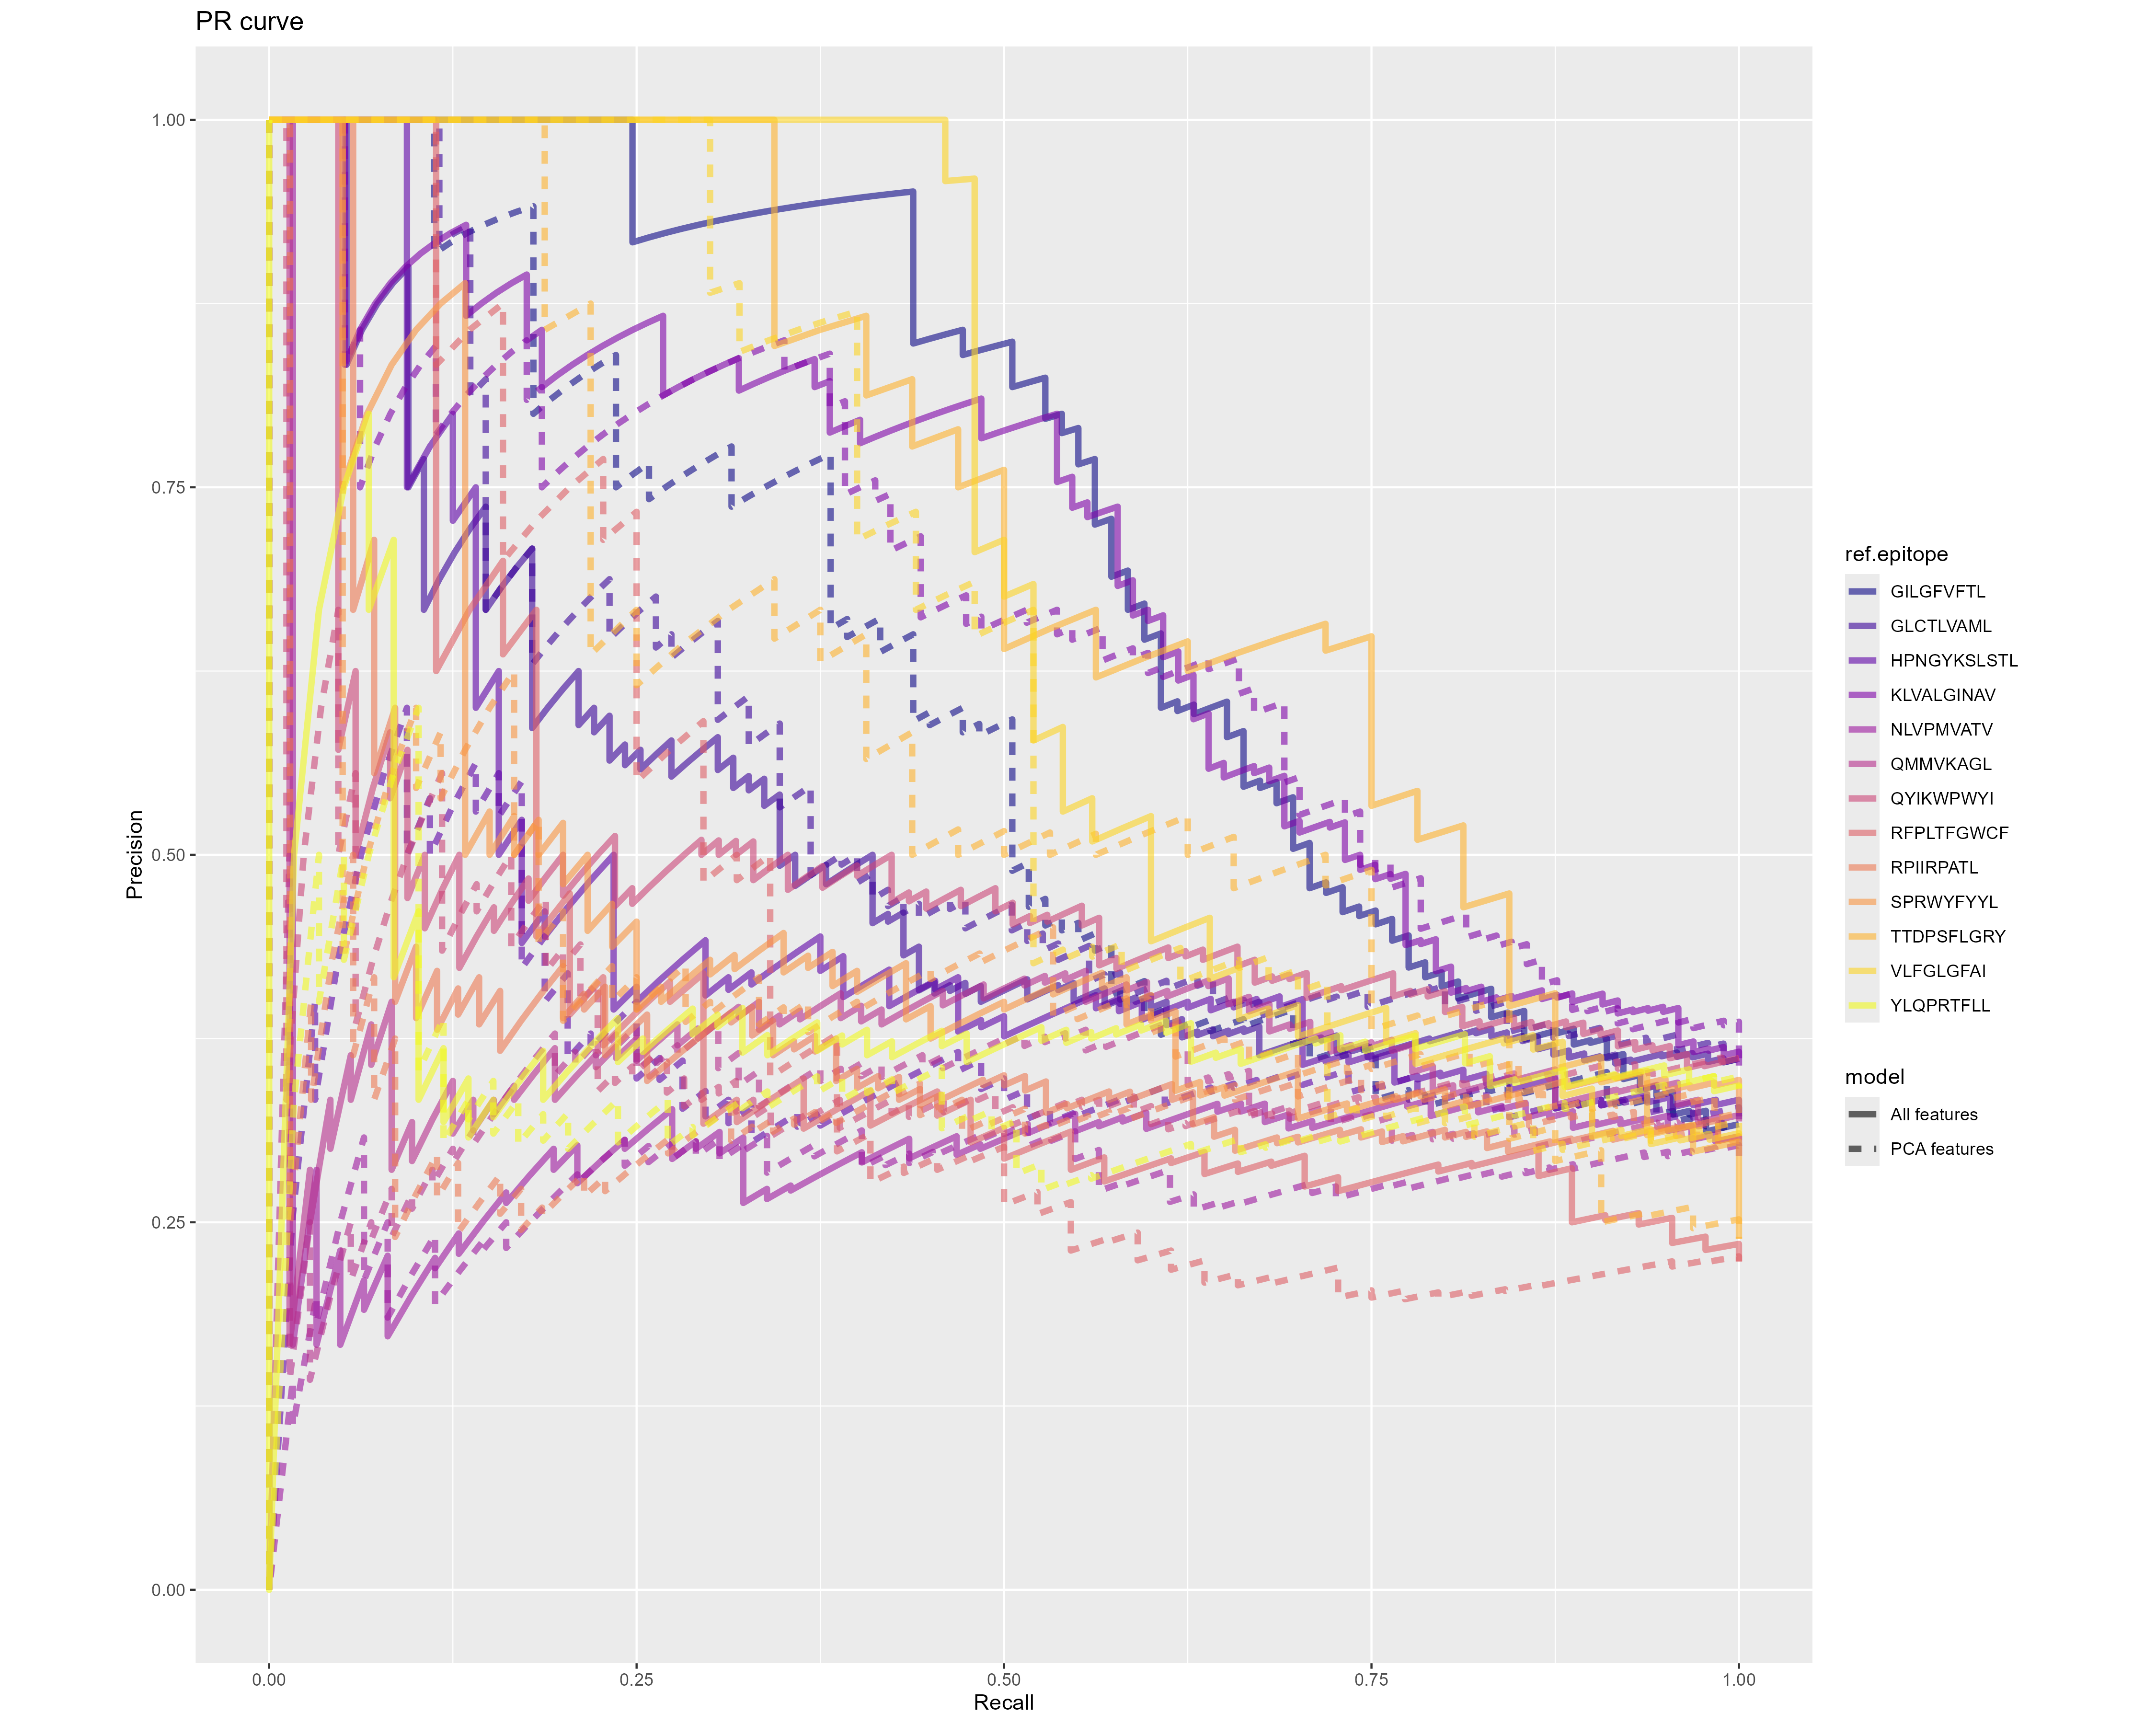 PR curve
1.00
0.75
0.50
0.25
0.00
Precision
0.00
0.25
0.50
0.75
1.00
Recall
ref.epitope
GILGFVFTL
GLCTLVAML
HPNGYKSLSTL
KLVALGINAV
NLVPMVATV
QMMVKAGL
QYIKWPWYI
RFPLTFGWCF
RPIIRPATL
SPRWYFYYL
TTDPSFLGRY
VLFGLGFAI
YLQPRTFLL
model
All features
PCA features